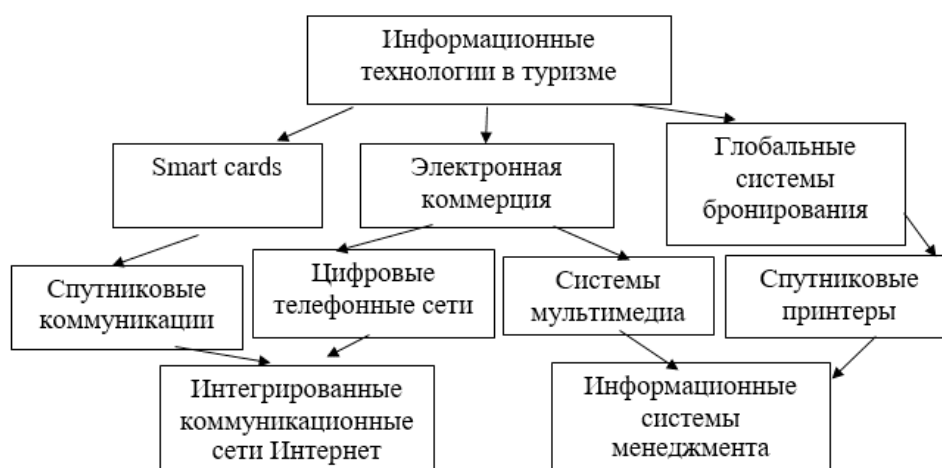 Информационные
технологии в туризме
Smart cards
Электронная
коммерция
Глобальные
системы
бронирования
Спутниковые
коммуникации
Цифровые
телефонные сети
Системы
мультимедиа
Спутниковые
принтеры
Интегрированные
коммуникационные
сети Интернет
Информационные
системы
менеджмента